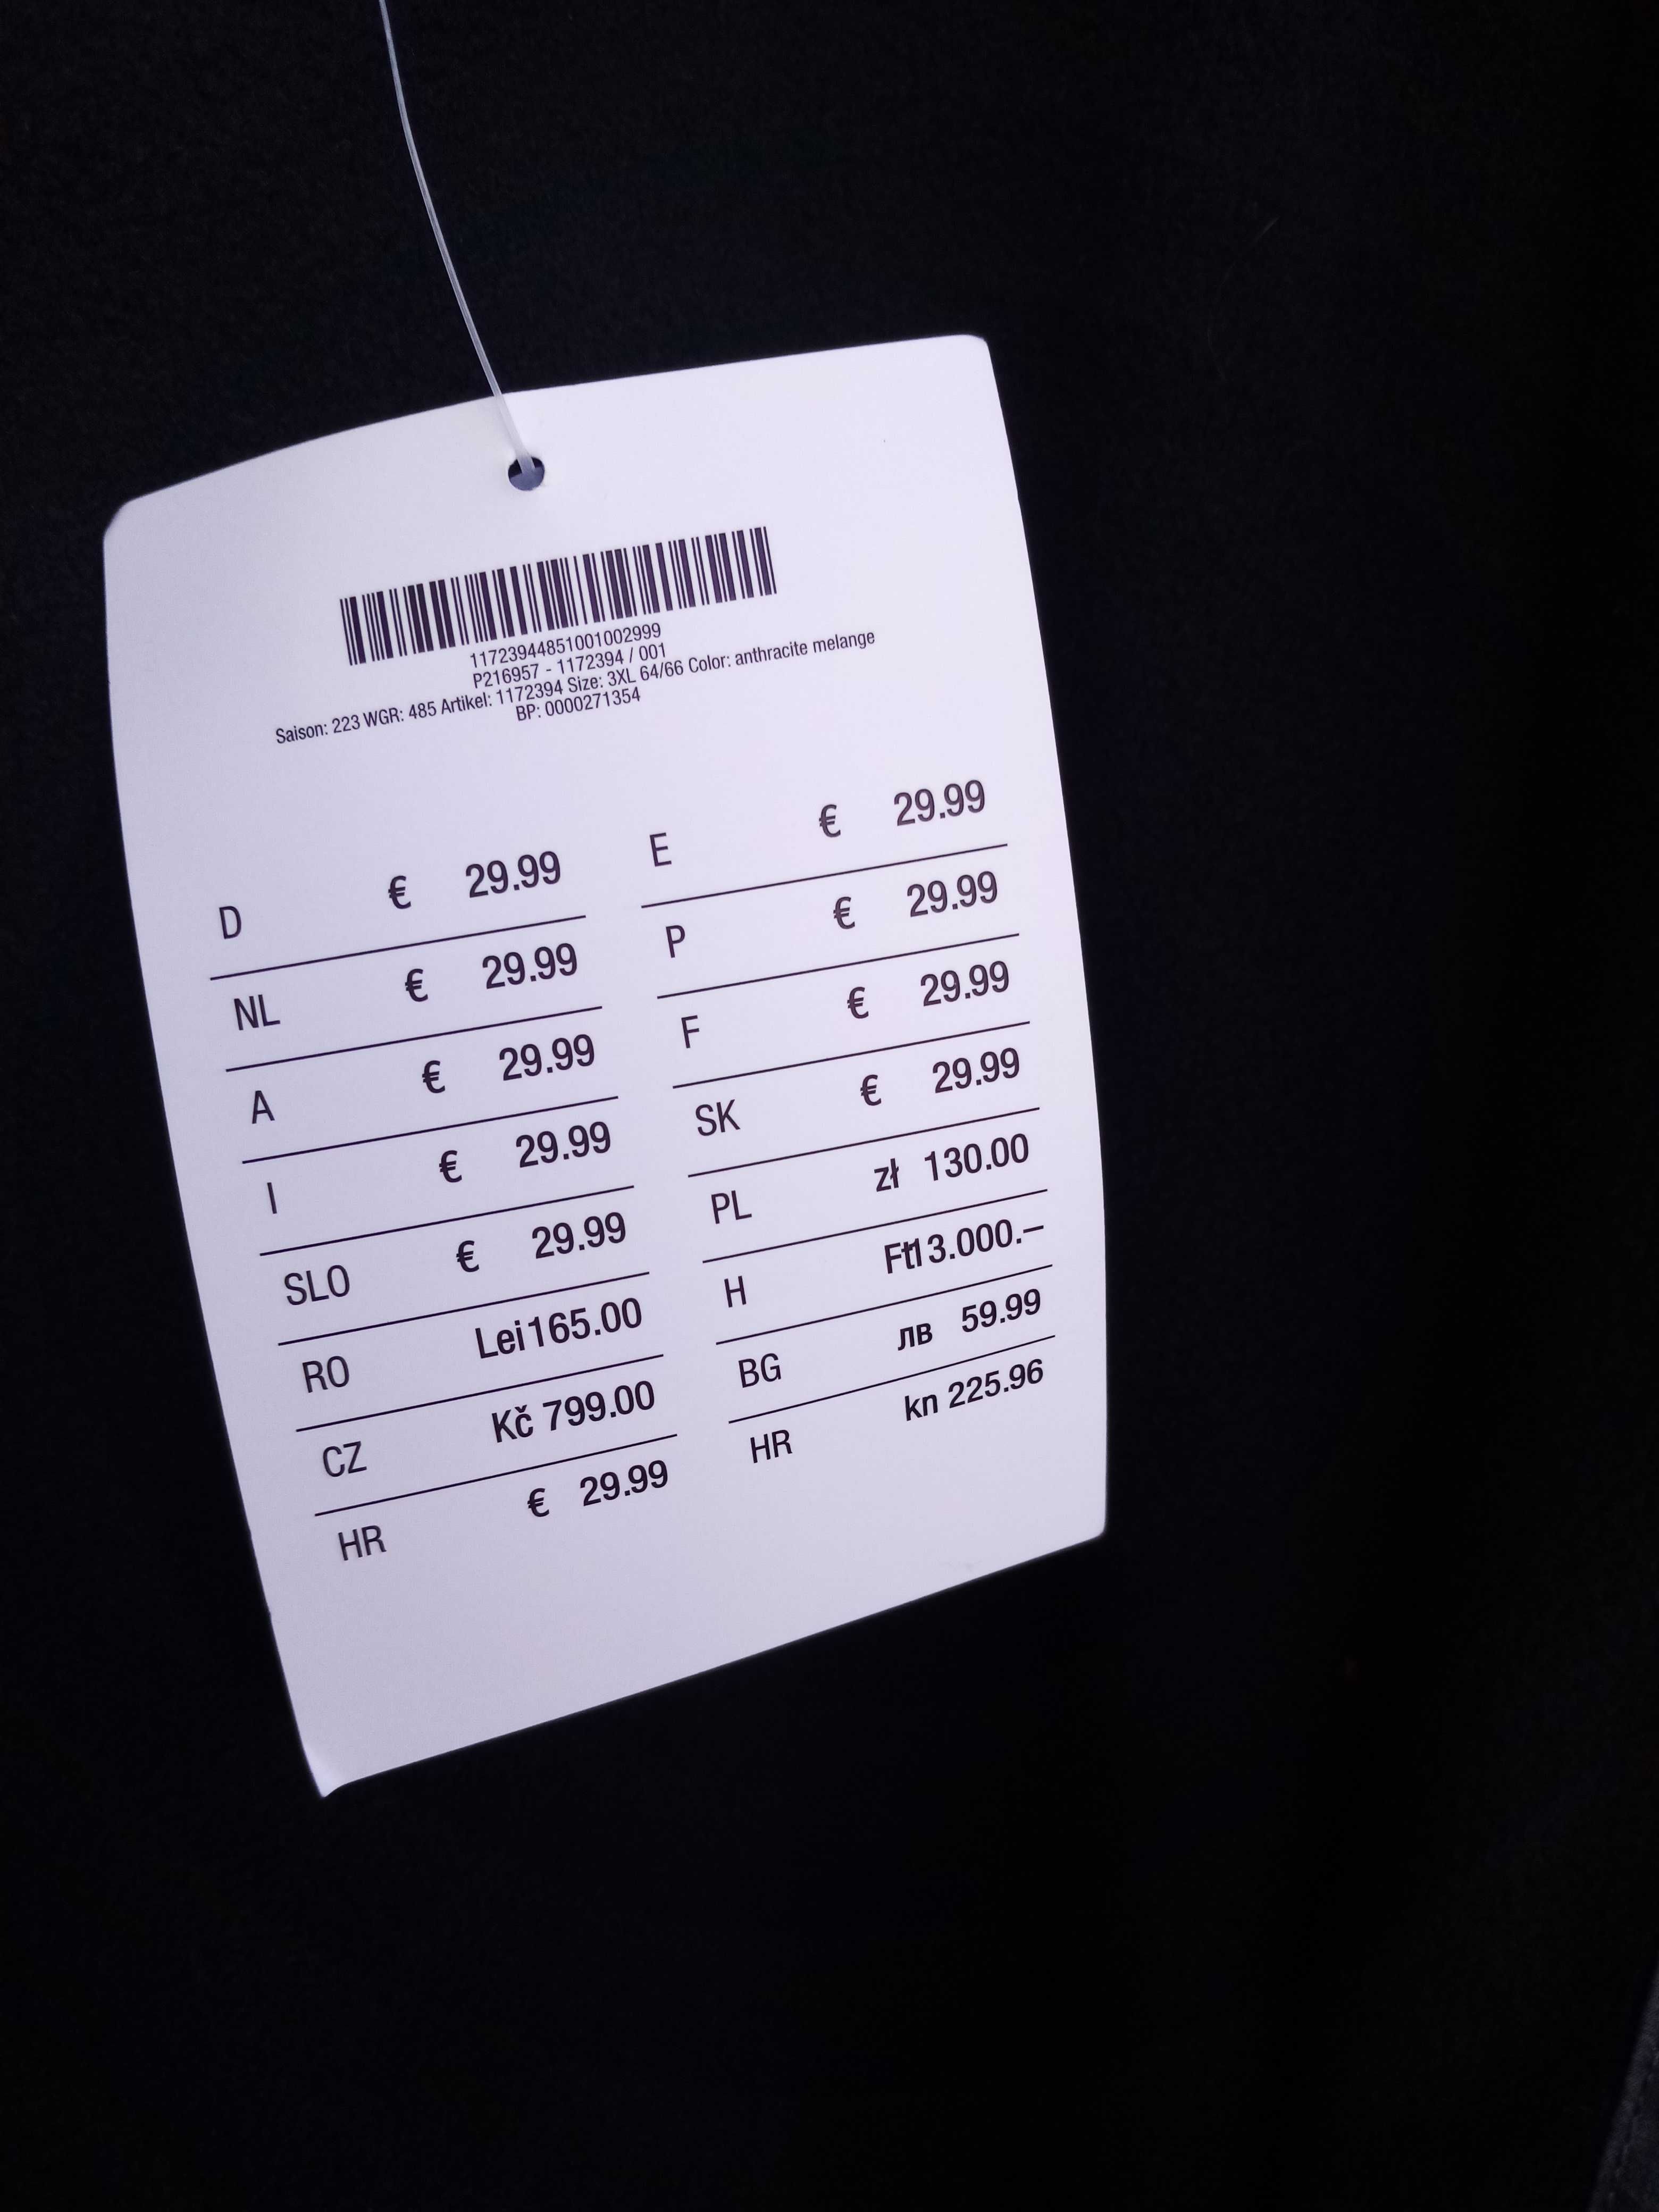 11723944851001002999
P216957 - 1172394 / 001
Saison: 223 WGR: 485 Artikel: 1172394 Size: 3XL 64/66 Color: anthracite melange
BP: 0000271354
D € 29.99
NL € 29.99
A € 29.99
I € 29.99
SLO € 29.99
RO Lei 165.00
CZ Kč 799.00
HR € 29.99
E € 29.99
P € 29.99
F € 29.99
SK € 29.99
PL zł 130.00
H Ft13.000.–
BG лв 59.99
HR kn 225.96